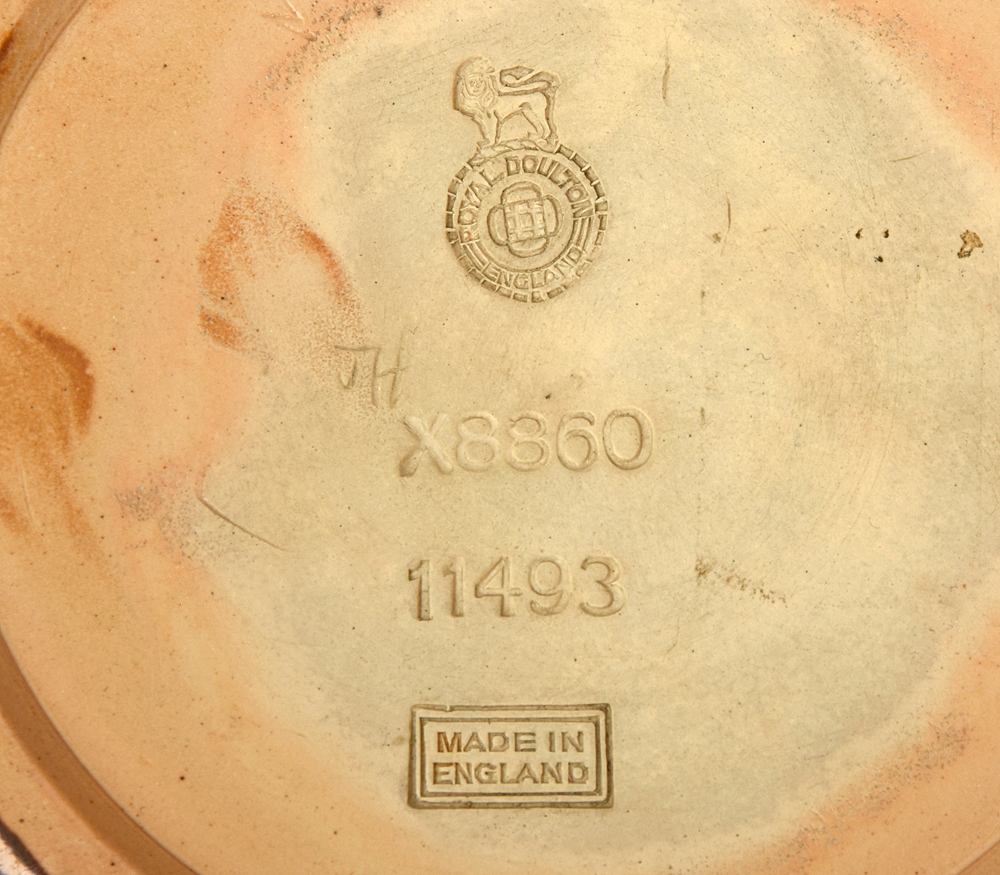 ROYAL DOULTON
ENGLAND
JH
X8860
11493
MADE IN
ENGLAND